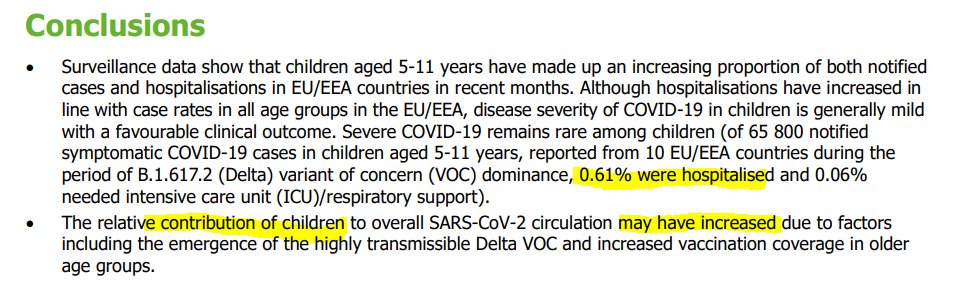 Conclusions
• Surveillance data show that children aged 5-11 years have made up an increasing proportion of both notified
cases and hospitalisations in EU/EEA countries in recent months. Although hospitalisations have increased in
line with case rates in all age groups in the EU/EEA, disease severity of COVID-19 in children is generally mild
with a favourable clinical outcome. Severe COVID-19 remains rare among children (of 65 800 notified
symptomatic COVID-19 cases in children aged 5-11 years, reported from 10 EU/EEA countries during the
period of B.1.617.2 (Delta) variant of concern (VOC) dominance, 0.61% were hospitalised and 0.06%
needed intensive care unit (ICU)/respiratory support).
• The relative contribution of children to overall SARS-CoV-2 circulation may have increased due to factors
including the emergence of the highly transmissible Delta VOC and increased vaccination coverage in older
age groups.